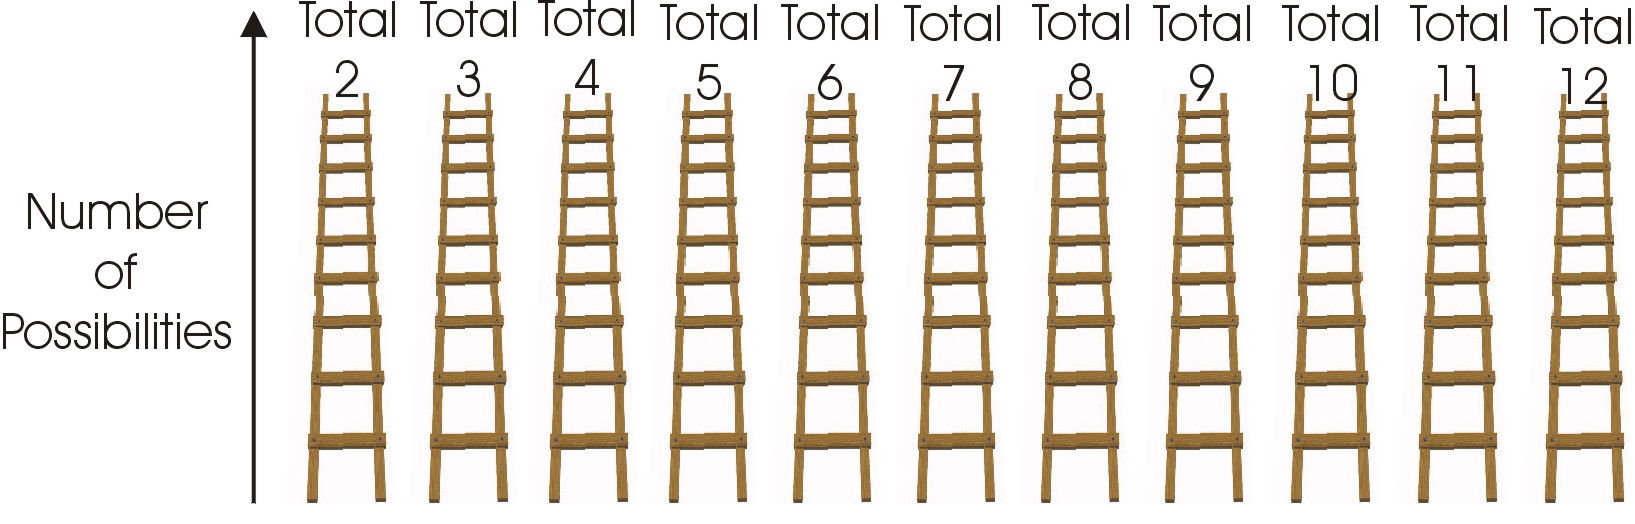 Total Total Total Total Total Total Total Total Total Total Total
2 3 4 5 6 7 8 9 10 11 12
Number
of
Possibilities